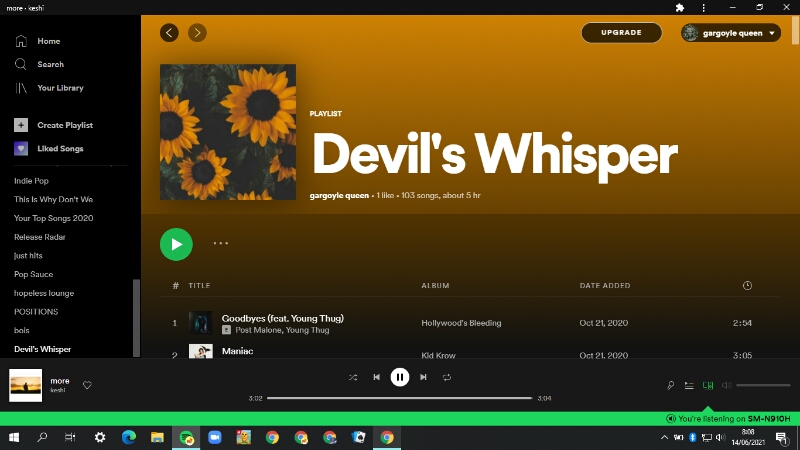 more • keshi
Home
Search
Your Library
Create Playlist
Liked Songs
Indie Pop
This Is Why Don't We
Your Top Songs 2020
Release Radar
just hits
Pop Sauce
hopeless lounge
POSITIONS
bois
Devil's Whisper
UPGRADE
gargoyle queen
PLAYLIST
Devil's Whisper
gargoyle queen • 1 like • 103 songs, about 5 hr
# TITLE ALBUM DATE ADDED
1 Goodbyes (feat. Young Thug) Hollywood's Bleeding Oct 21, 2020 2:54
E Post Malone, Young Thug
2 Maniac Kid Krow Oct 21, 2020 3:05
more
keshi
3:02 3:04
You're listening on SM-N910H
8:08
14/06/2021